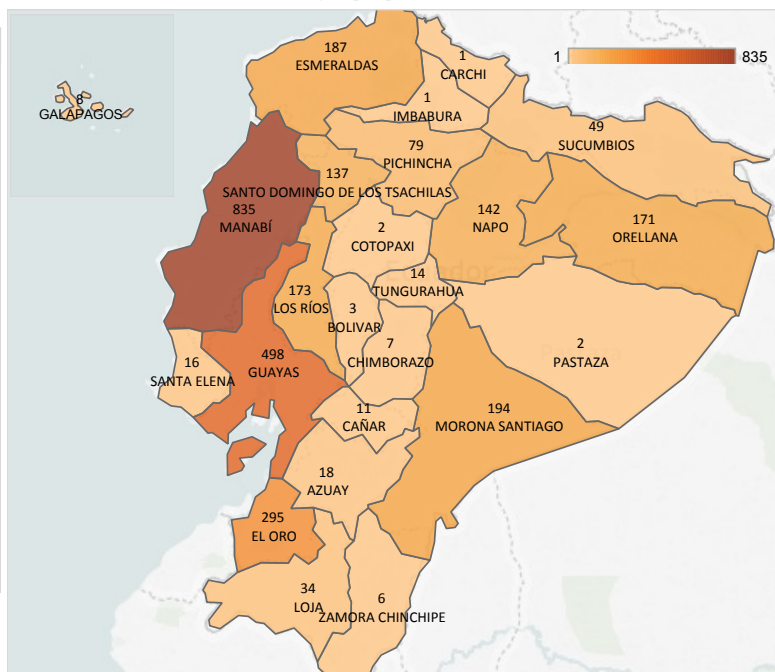 187
ESMERALDAS
1
CARCHI
1 835
8
GALÁPAGOS
1
IMBABURA
49
SUCUMBIOS
79
PICHINCHA
137
SANTO DOMINGO DE LOS TSACHILAS
835
MANABÍ
142
NAPO
171
ORELLANA
2
COTOPAXI
14
TUNGURAHUA
173
LOS RÍOS
3
BOLIVAR
7
CHIMBORAZO
2
PASTAZA
16
SANTA ELENA
498
GUAYAS
11
CAÑAR
194
MORONA SANTIAGO
18
AZUAY
295
EL ORO
34
LOJA
6
ZAMORA CHINCHIPE